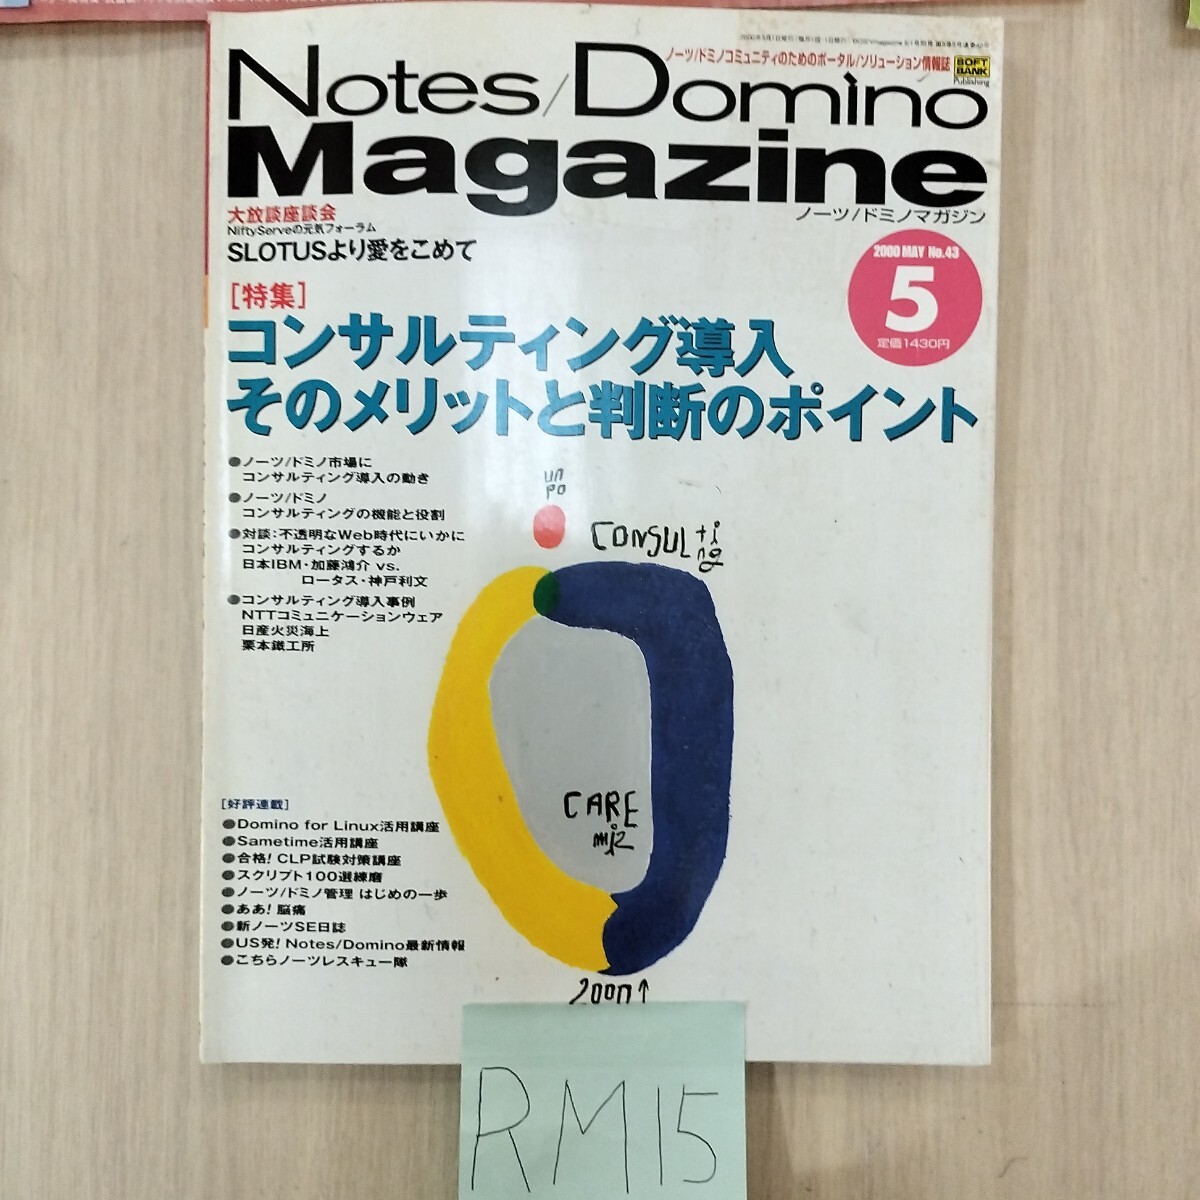 ノーツ/ドミノコミュニティのためのポータル/ソリューション情報誌
SOFT
BANK
Publishing
Notes/Domino
Magazine
ノーツ/ドミノマガジン
大放談座談会
NiftyServeの元気フォーラム
SLOTUSより愛をこめて
2000 MAY No.43
5
定価1430円
[特集]
コンサルティング導入
そのメリットと判断のポイント
●ノーツ/ドミノ市場に
コンサルティング導入の動き
●ノーツ/ドミノ
コンサルティングの機能と役割
●対談:不透明なWeb時代にいかに
コンサルティングするか
日本IBM・加藤鴻介 vs.
ロータス・神戸利文
●コンサルティング導入事例
NTTコミュニケーションウェア
日産火災海上
栗本鐵工所
un
po
CONSULting
CARE
miz
2000↑
[好評連載]
●Domino for Linux活用講座
●Sametime活用講座
●合格! CLP試験対策講座
●スクリプト100選練磨
●ノーツ/ドミノ管理 はじめの一歩
●ああ! 脳痛
●新ノーツSE日誌
●US発! Notes/Domino最新情報
●こちらノーツレスキュー隊
RM15